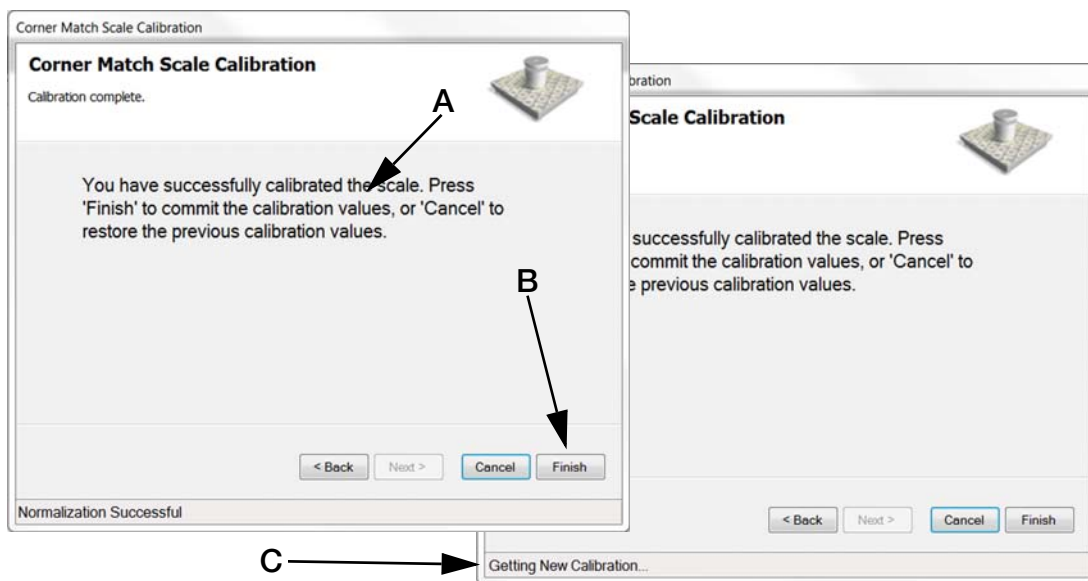 Corner Match Scale Calibration
Corner Match Scale Calibration
Calibration complete.
A
You have successfully calibrated the scale. Press
'Finish' to commit the calibration values, or 'Cancel' to
restore the previous calibration values.
B
< Back Next > Cancel Finish
Normalization Successful
bration
Scale Calibration
successfully calibrated the scale. Press
commit the calibration values, or 'Cancel' to
e previous calibration values.
< Back Next > Cancel Finish
C
Getting New Calibration...